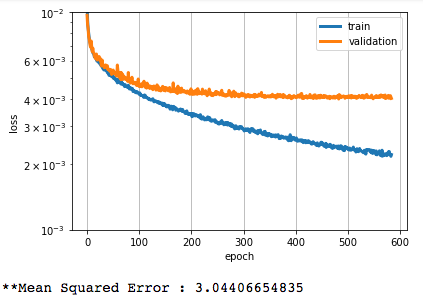 10⁻²
train
validation
6 × 10⁻³
4 × 10⁻³
loss
3 × 10⁻³
2 × 10⁻³
10⁻³
0 100 200 300 400 500 600
epoch
**Mean Squared Error : 3.04406654835